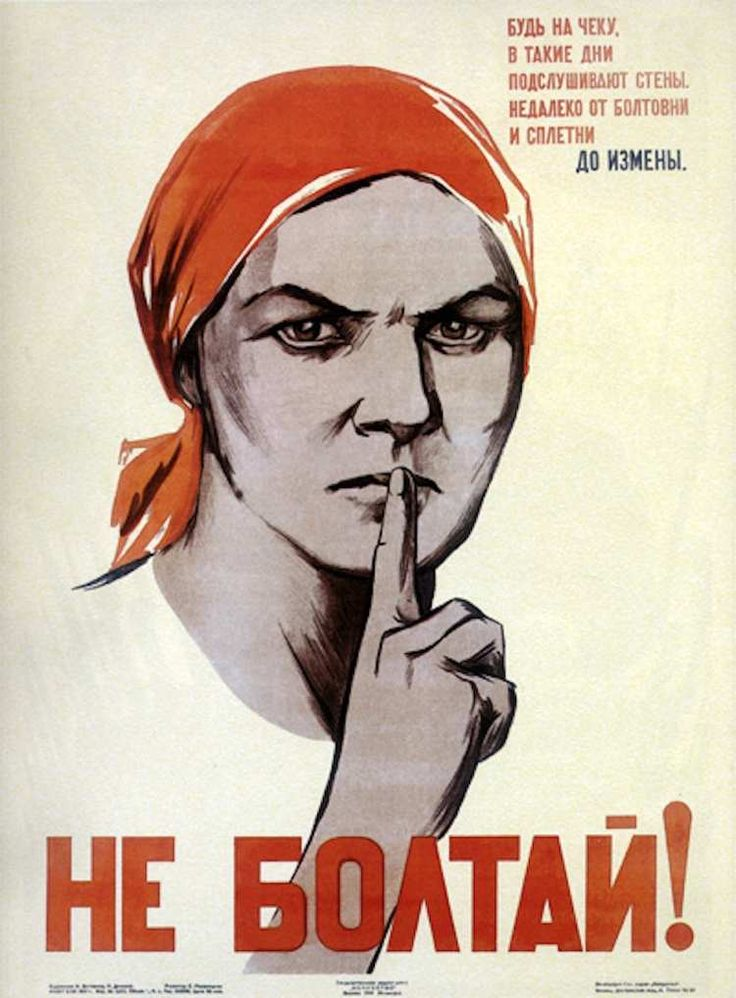 БУДЬ НА ЧЕКУ,
В ТАКИЕ ДНИ
ПОДСЛУШИВАЮТ СТЕНЫ.
НЕДАЛЕКО ОТ БОЛТОВНИ
И СПЛЕТНИ
ДО ИЗМЕНЫ.
НЕ БОЛТАЙ!